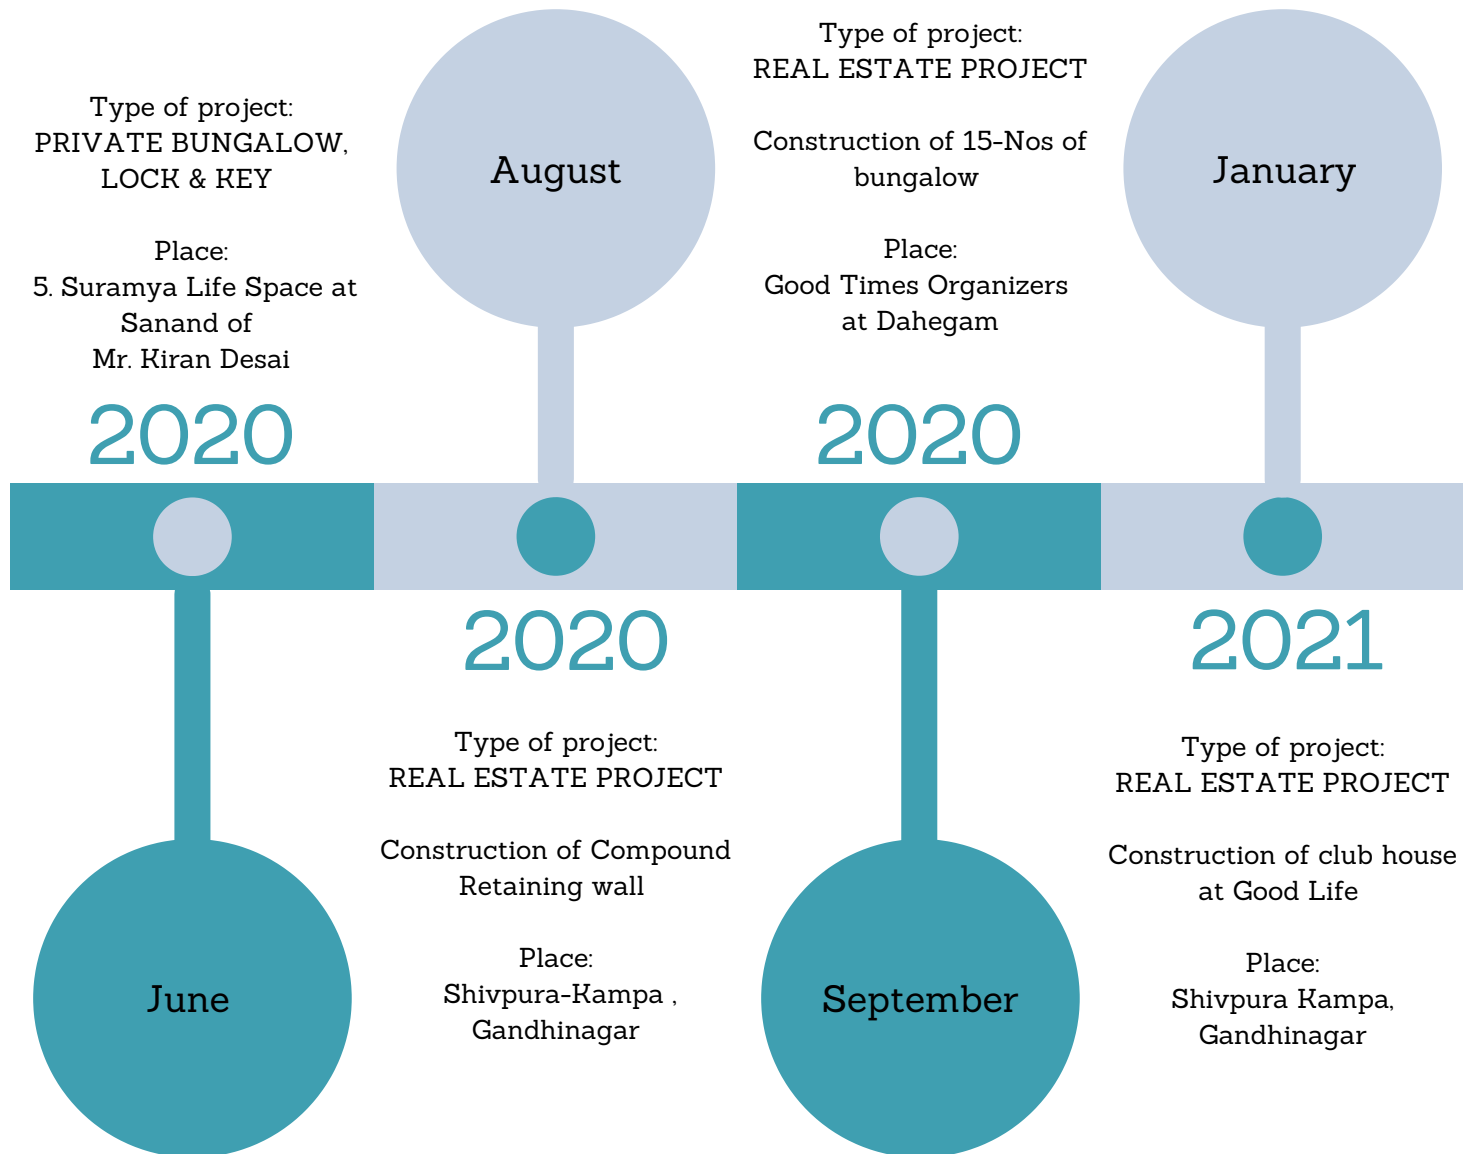 Type of project:
PRIVATE BUNGALOW,
LOCK & KEY
Place:
5. Suramya Life Space at
Sanand of
Mr. Kiran Desai
2020
June
August
2020
Type of project:
REAL ESTATE PROJECT
Construction of Compound
Retaining wall
Place:
Shivpura-Kampa ,
Gandhinagar
Type of project:
REAL ESTATE PROJECT
Construction of 15-Nos of
bungalow
Place:
Good Times Organizers
at Dahegam
2020
September
January
2021
Type of project:
REAL ESTATE PROJECT
Construction of club house
at Good Life
Place:
Shivpura Kampa,
Gandhinagar